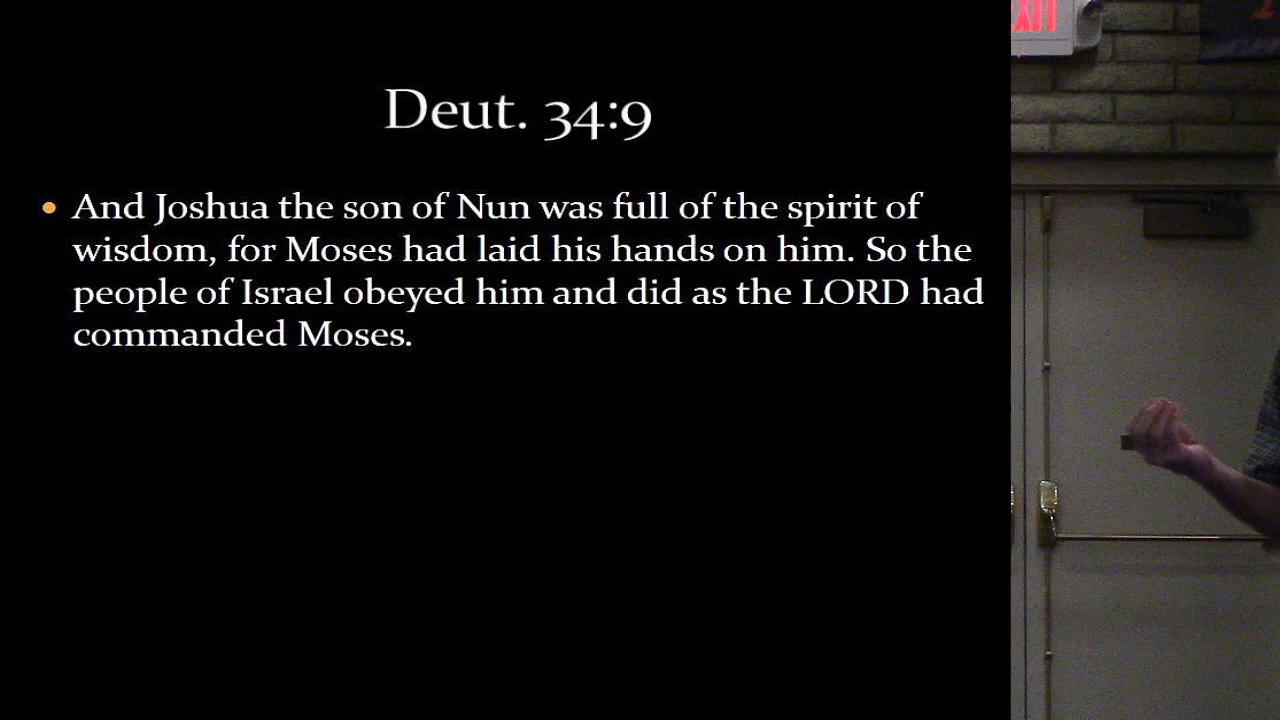 EXIT
Deut. 34:9
• And Joshua the son of Nun was full of the spirit of
wisdom, for Moses had laid his hands on him. So the
people of Israel obeyed him and did as the LORD had
commanded Moses.